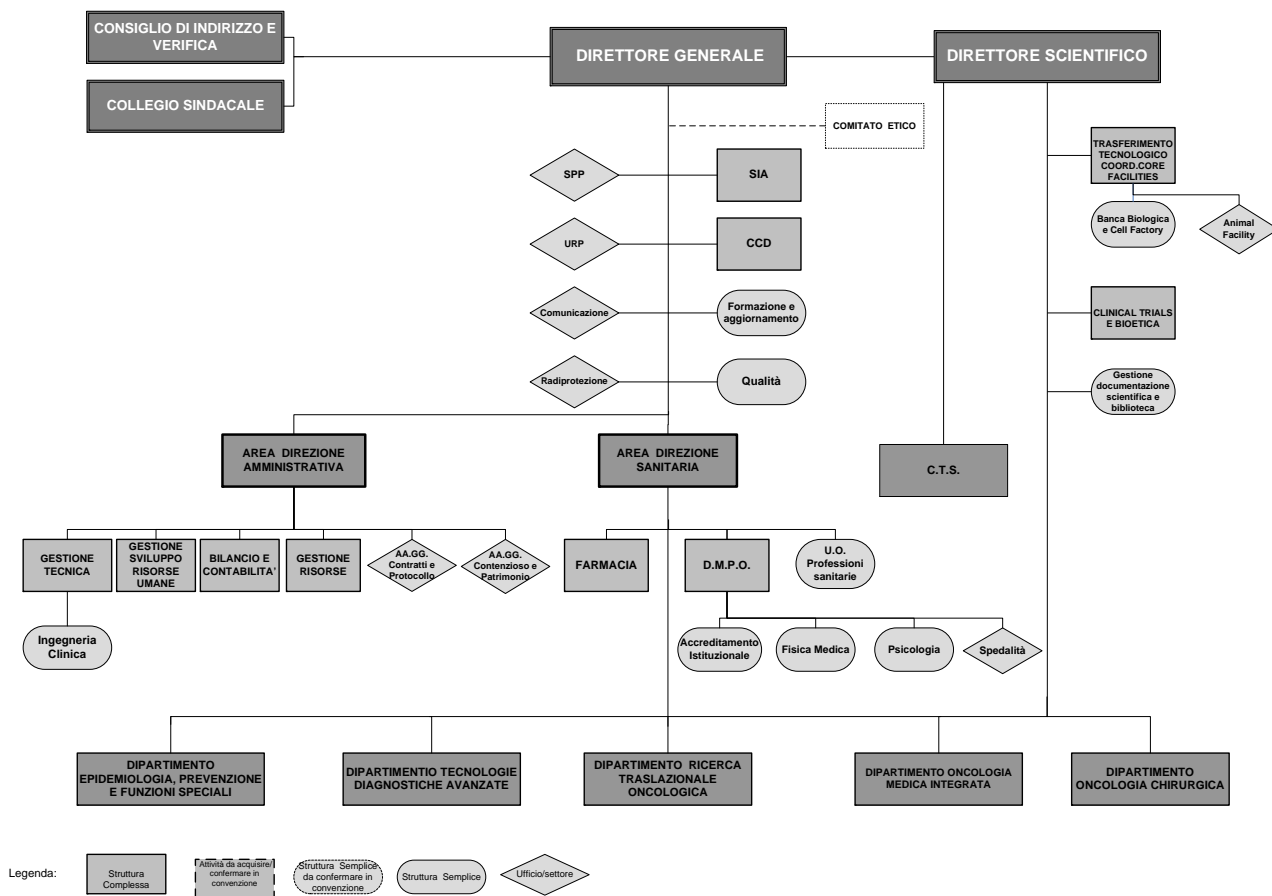 CONSIGLIO DI INDIRIZZO E
VERIFICA
COLLEGIO SINDACALE
DIRETTORE GENERALE
DIRETTORE SCIENTIFICO
COMITATO ETICO
SPP
SIA
URP
CCD
Comunicazione
Formazione e
aggiornamento
Radiprotezione
Qualità
TRASFERIMENTO
TECNOLOGICO
COORD.CORE
FACILITIES
Banca Biologica
e Cell Factory
Animal
Facility
CLINICAL TRIALS
E BIOETICA
Gestione
documentazione
scientifica e
biblioteca
AREA DIREZIONE
AMMINISTRATIVA
AREA DIREZIONE
SANITARIA
C.T.S.
GESTIONE
TECNICA
GESTIONE
SVILUPPO
RISORSE
UMANE
BILANCIO E
CONTABILITA'
GESTIONE
RISORSE
AA.GG.
Contratti e
Protocollo
AA.GG.
Contenzioso e
Patrimonio
FARMACIA
D.M.P.O.
U.O.
Professioni
sanitarie
Ingegneria
Clinica
Accreditamento
Istituzionale
Fisica Medica
Psicologia
Spedalità
DIPARTIMENTO
EPIDEMIOLOGIA, PREVENZIONE
E FUNZIONI SPECIALI
DIPARTIMENTIO TECNOLOGIE
DIAGNOSTICHE AVANZATE
DIPARTIMENTO RICERCA
TRASLAZIONALE
ONCOLOGICA
DIPARTIMENTO ONCOLOGIA
MEDICA INTEGRATA
DIPARTIMENTO
ONCOLOGIA CHIRURGICA
Legenda:
Struttura
Complessa
Attività da acquisire/
confermare in
convenzione
Struttura Semplice
da confermare in
convenzione
Struttura Semplice
Ufficio/settore